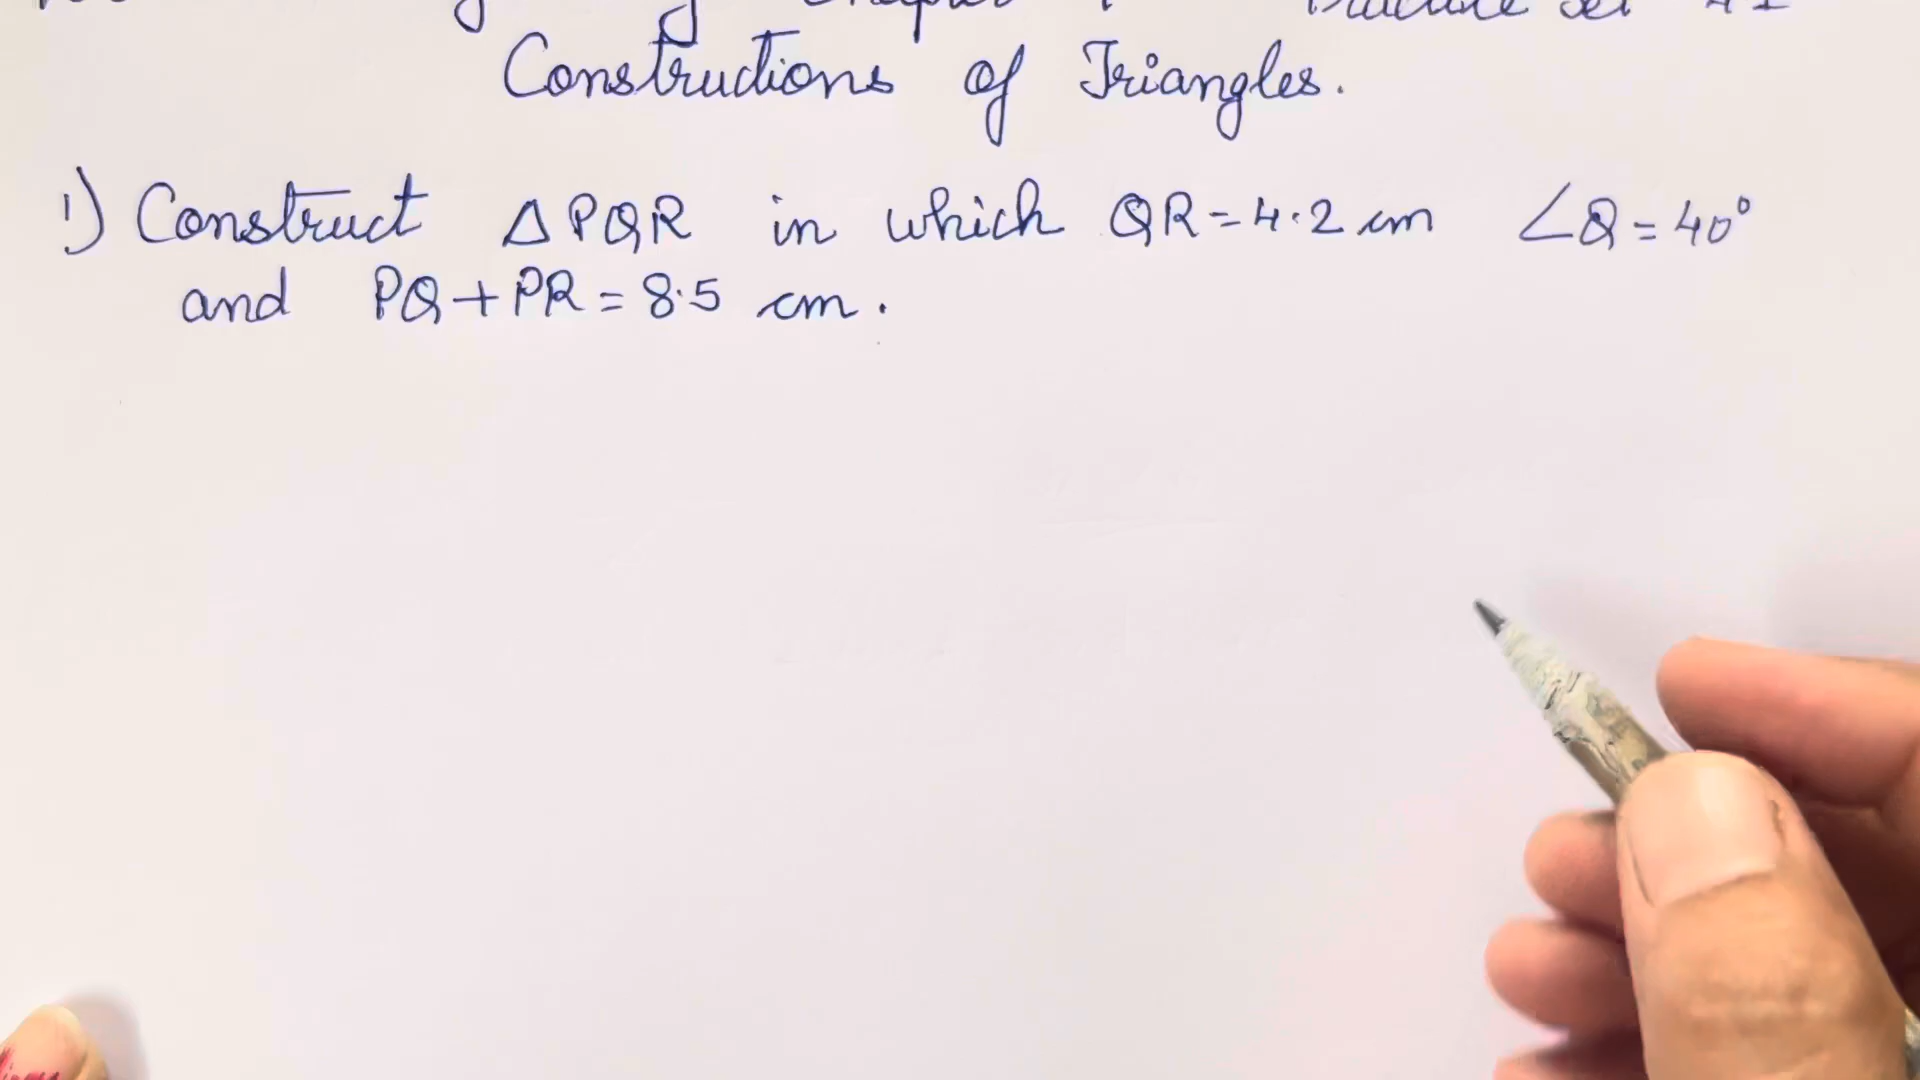 Constructions of Triangles.
1) Construct △PQR in which QR = 4.2 cm ∠Q = 40°
and PQ + PR = 8.5 cm.